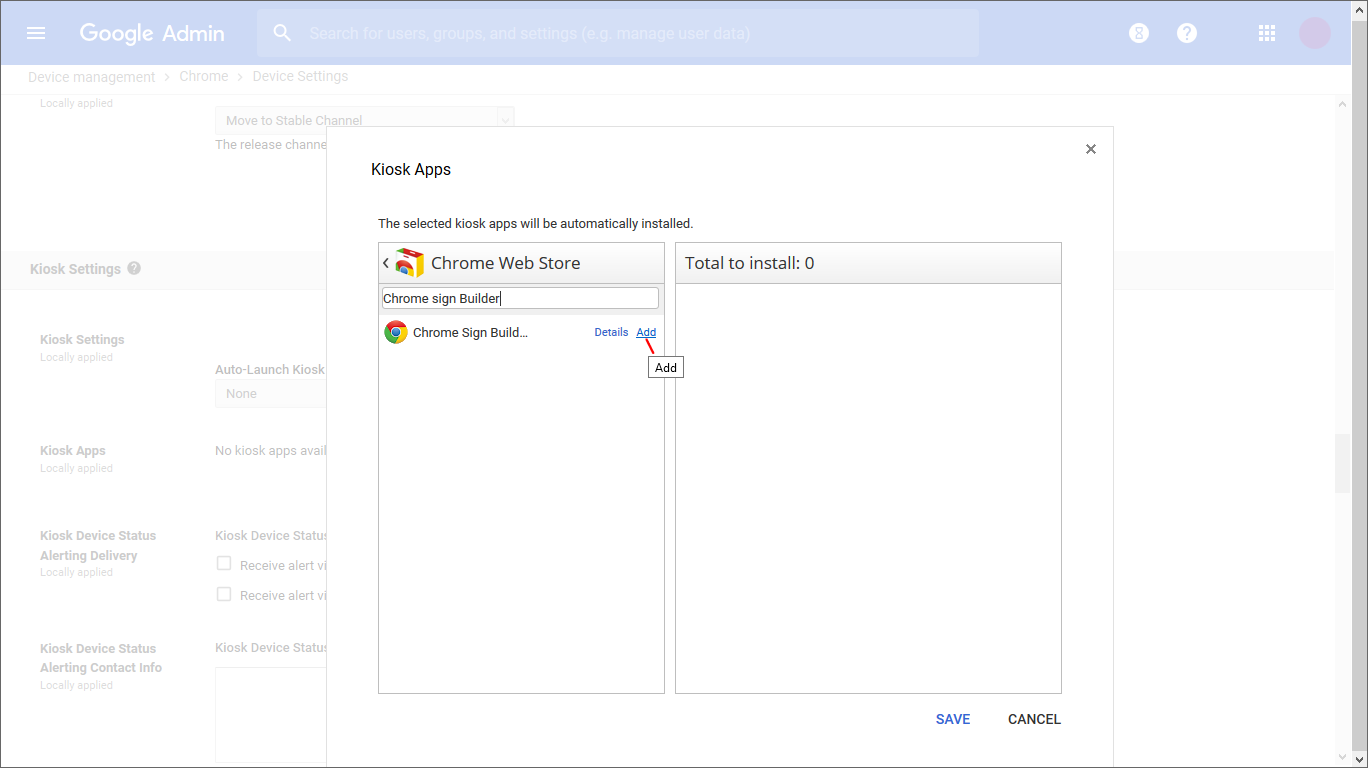 Google Admin
Search for users, groups, and settings (e.g. manage user data)
Device management > Chrome > Device Settings
Locally applied
Move to Stable Channel
The release channe
Kiosk Apps
The selected kiosk apps will be automatically installed.
Chrome Web Store
Total to install: 0
Chrome sign Builder
Chrome Sign Build... Details Add
Add
Kiosk Settings
Kiosk Settings
Locally applied
Auto-Launch Kiosk
None
Kiosk Apps
Locally applied
No kiosk apps avail
Kiosk Device Status
Alerting Delivery
Locally applied
Kiosk Device Status
Receive alert vi
Receive alert vi
Kiosk Device Status
Alerting Contact Info
Locally applied
Kiosk Device Status
SAVE CANCEL